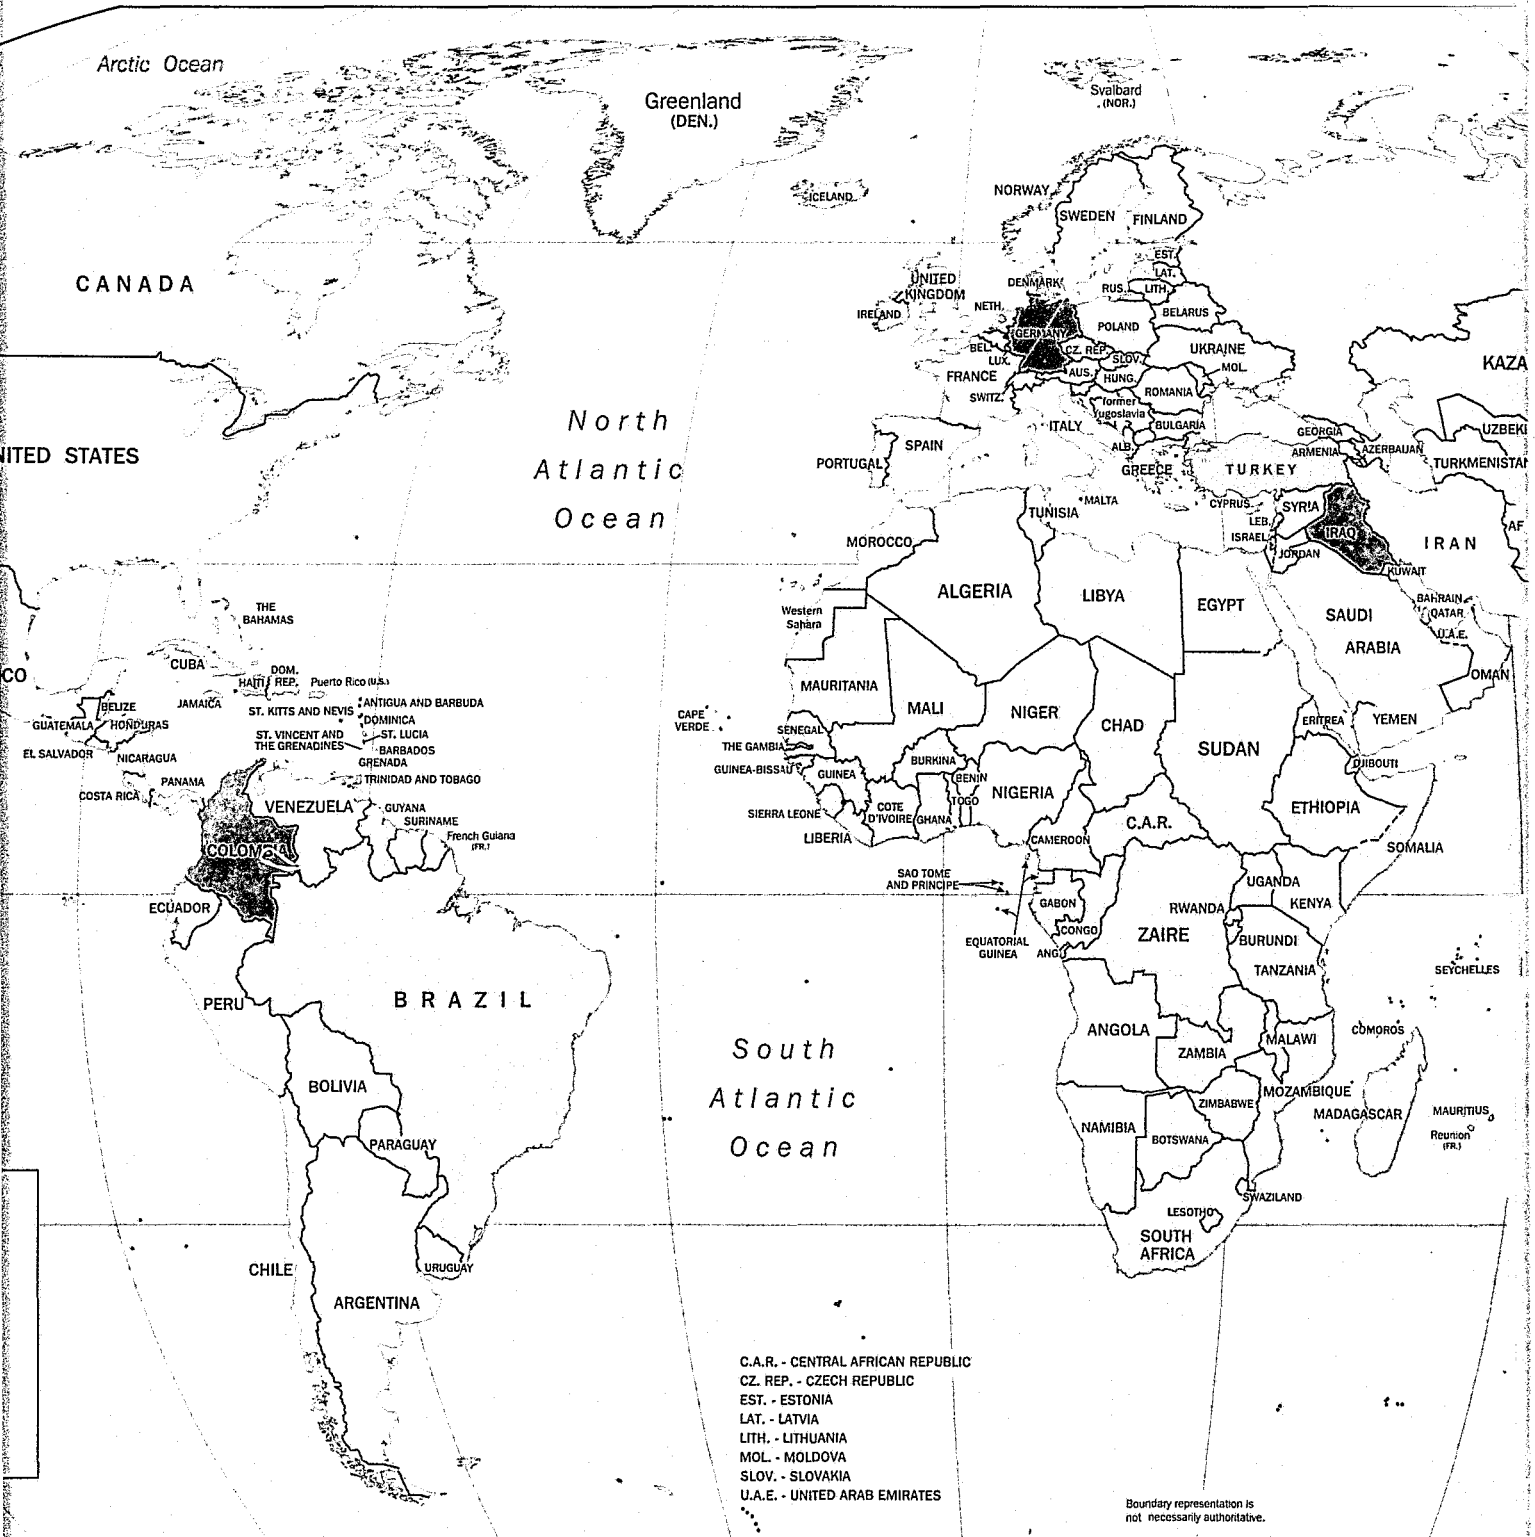 Arctic Ocean
Greenland
(DEN.)
Svalbard
(NOR.)
ICELAND
NORWAY
SWEDEN
FINLAND
CANADA
UNITED
KINGDOM
IRELAND
DENMARK
EST.
LAT.
RUS.
LITH.
NETH.
BELARUS
GERMANY
POLAND
BEL.
LUX.
CZ. REP.
UKRAINE
SLOV.
MOL.
KAZA
FRANCE
AUS.
HUNG.
ROMANIA
SWITZ.
former
Yugoslavia
BULGARIA
ITALY
ALB.
GEORGIA
ARMENIA
AZERBAIJAN
UZBEKI
TURKMENISTAN
NITED STATES
North
Atlantic
Ocean
SPAIN
PORTUGAL
GREECE
TURKEY
MALTA
CYPRUS
SYRIA
LEB.
ISRAEL
JORDAN
IRAQ
IRAN
AF
KUWAIT
TUNISIA
MOROCCO
ALGERIA
LIBYA
EGYPT
Western
Sahara
SAUDI
ARABIA
BAHRAIN
QATAR
U.A.E.
OMAN
YEMEN
THE
BAHAMAS
CUBA
CO
HAITI
DOM.
REP.
Puerto Rico (U.S.)
JAMAICA
BELIZE
GUATEMALA
HONDURAS
EL SALVADOR
NICARAGUA
COSTA RICA
PANAMA
ANTIGUA AND BARBUDA
ST. KITTS AND NEVIS
DOMINICA
ST. LUCIA
ST. VINCENT AND
THE GRENADINES
BARBADOS
GRENADA
TRINIDAD AND TOBAGO
VENEZUELA
GUYANA
SURINAME
French Guiana
(FR.)
COLOMBIA
ECUADOR
PERU
BRAZIL
BOLIVIA
PARAGUAY
CHILE
ARGENTINA
URUGUAY
CAPE
VERDE
MAURITANIA
MALI
NIGER
CHAD
SUDAN
ERITREA
DJIBOUTI
SENEGAL
THE GAMBIA
GUINEA-BISSAU
GUINEA
BURKINA
BENIN
TOGO
NIGERIA
SIERRA LEONE
COTE
D'IVOIRE
GHANA
LIBERIA
CAMEROON
C.A.R.
ETHIOPIA
SOMALIA
SAO TOME
AND PRINCIPE
EQUATORIAL
GUINEA
GABON
CONGO
ANG.
ZAIRE
UGANDA
KENYA
RWANDA
BURUNDI
TANZANIA
SEYCHELLES
ANGOLA
ZAMBIA
MALAWI
COMOROS
MOZAMBIQUE
MADAGASCAR
MAURITIUS
Reunion
(FR.)
NAMIBIA
ZIMBABWE
BOTSWANA
SWAZILAND
LESOTHO
SOUTH
AFRICA
South
Atlantic
Ocean
C.A.R. - CENTRAL AFRICAN REPUBLIC
CZ. REP. - CZECH REPUBLIC
EST. - ESTONIA
LAT. - LATVIA
LITH. - LITHUANIA
MOL. - MOLDOVA
SLOV. - SLOVAKIA
U.A.E. - UNITED ARAB EMIRATES
Boundary representation is
not necessarily authoritative.